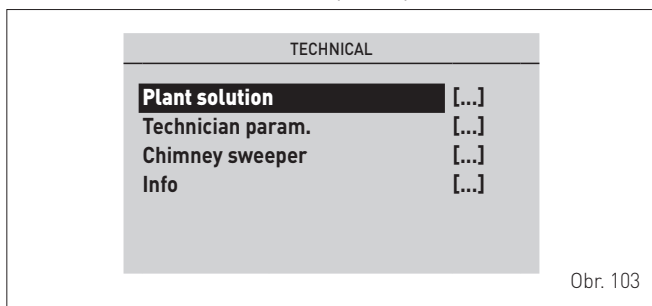 TECHNICAL
Plant solution [...]
Technician param. [...]
Chimney sweeper [...]
Info [...]
Obr. 103